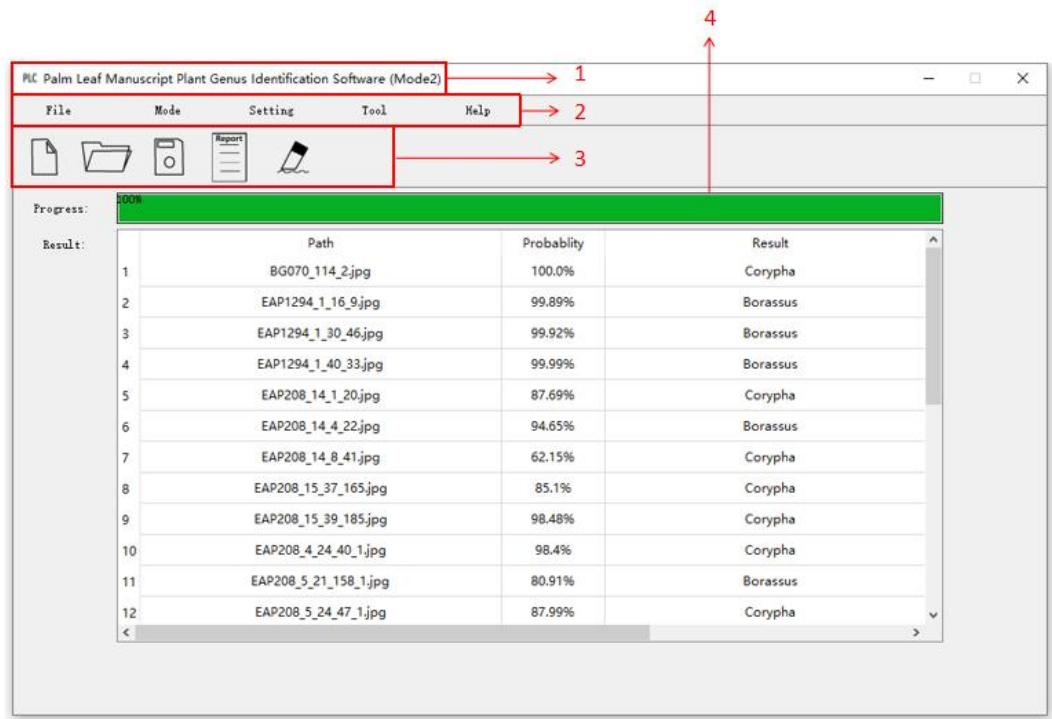 4
PLC Palm Leaf Manuscript Plant Genus Identification Software (Mode2)
1
File Mode Setting Tool Help
2
Report
3
Progress: 100%
Result:
Path Probablity Result
1 BG070_114_2.jpg 100.0% Corypha
2 EAP1294_1_16_9.jpg 99.89% Borassus
3 EAP1294_1_30_46.jpg 99.92% Borassus
4 EAP1294_1_40_33.jpg 99.99% Borassus
5 EAP208_14_1_20.jpg 87.69% Corypha
6 EAP208_14_4_22.jpg 94.65% Borassus
7 EAP208_14_8_41.jpg 62.15% Corypha
8 EAP208_15_37_165.jpg 85.1% Corypha
9 EAP208_15_39_185.jpg 98.48% Corypha
10 EAP208_4_24_40_1.jpg 98.4% Corypha
11 EAP208_5_21_158_1.jpg 80.91% Borassus
12 EAP208_5_24_47_1.jpg 87.99% Corypha